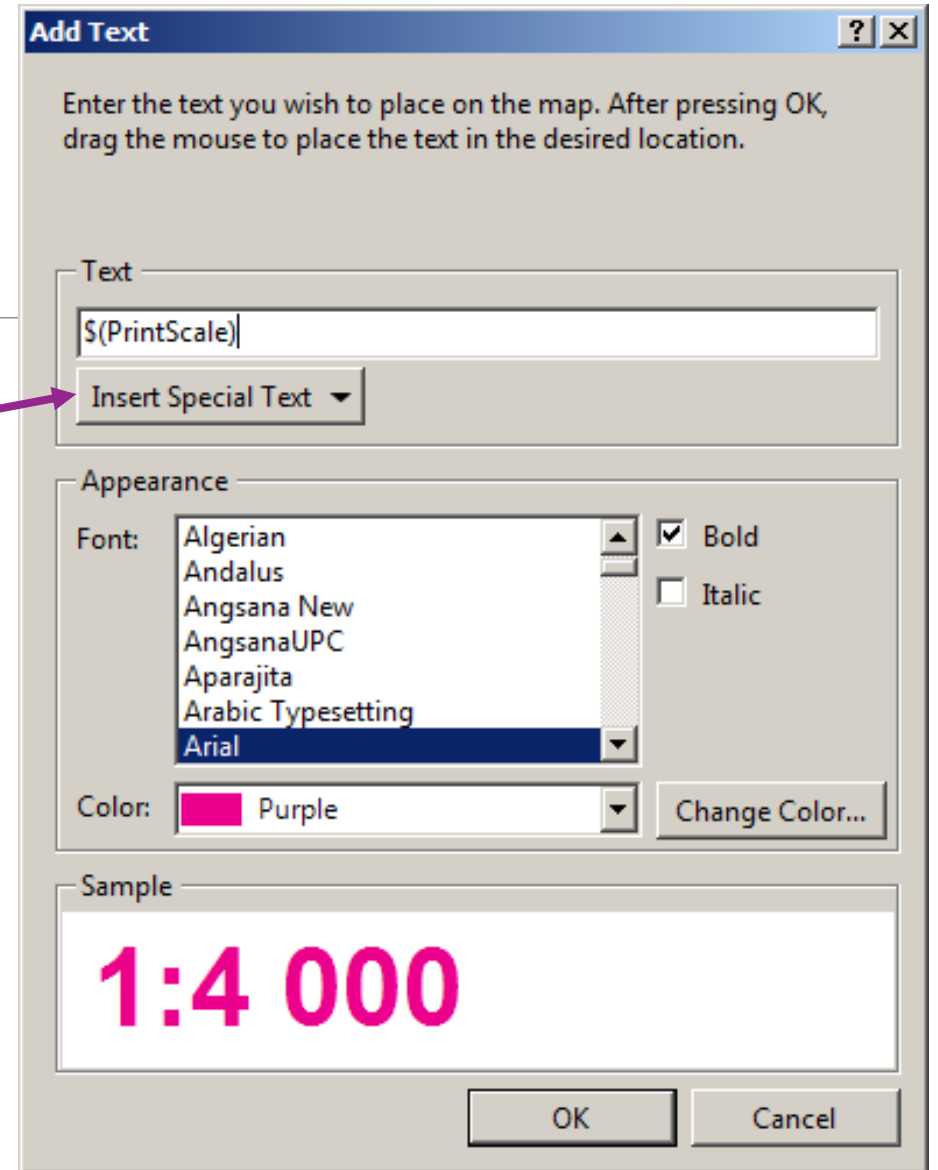 Add Text
Enter the text you wish to place on the map. After pressing OK,
drag the mouse to place the text in the desired location.
Text
$(PrintScale)
Insert Special Text
Appearance
Font:
Algerian
Andalus
Angsana New
AngsanaUPC
Aparajita
Arabic Typesetting
Arial
Bold
Italic
Color:
Purple
Change Color...
Sample
1:4 000
OK
Cancel